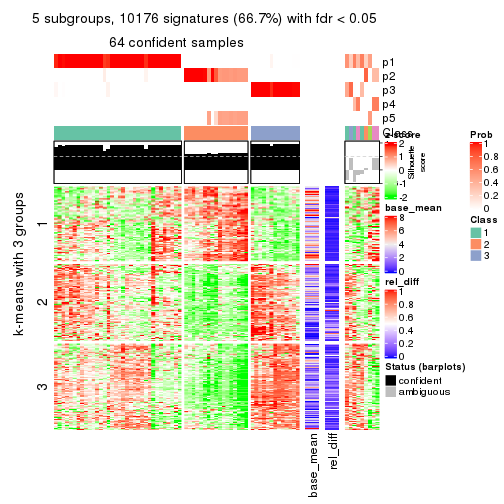 5 subgroups, 10176 signatures (66.7%) with fdr < 0.05
64 confident samples
p1
p2
p3
p4
p5
Class
z-score
2
1
0
-1
-2
Silhouette
score
Prob
1
0.8
0.6
0.4
0.2
0
Class
1
2
3
base_mean
8
6
4
2
0
rel_diff
1
0.8
0.6
0.4
0.2
0
Status (barplots)
confident
ambiguous
k-means with 3 groups
1
2
3
base_mean
rel_diff